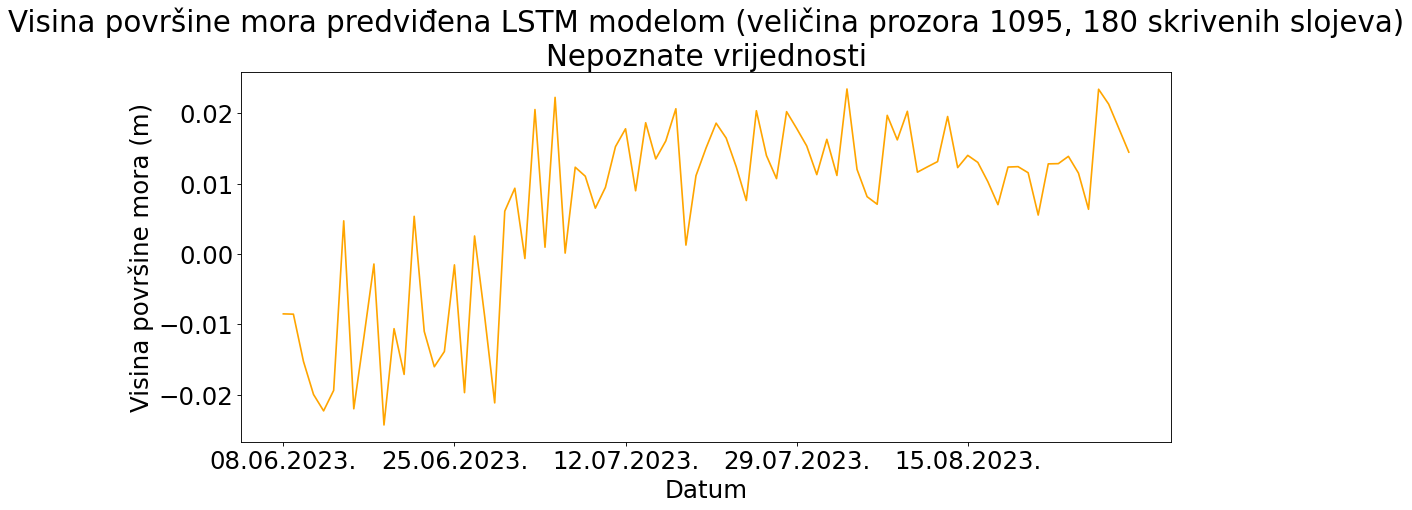 Visina površine mora predviđena LSTM modelom (veličina prozora 1095, 180 skrivenih slojeva)
Nepoznate vrijednosti
Visina površine mora (m)
0.02
0.01
0.00
−0.01
−0.02
08.06.2023. 25.06.2023. 12.07.2023. 29.07.2023. 15.08.2023.
Datum